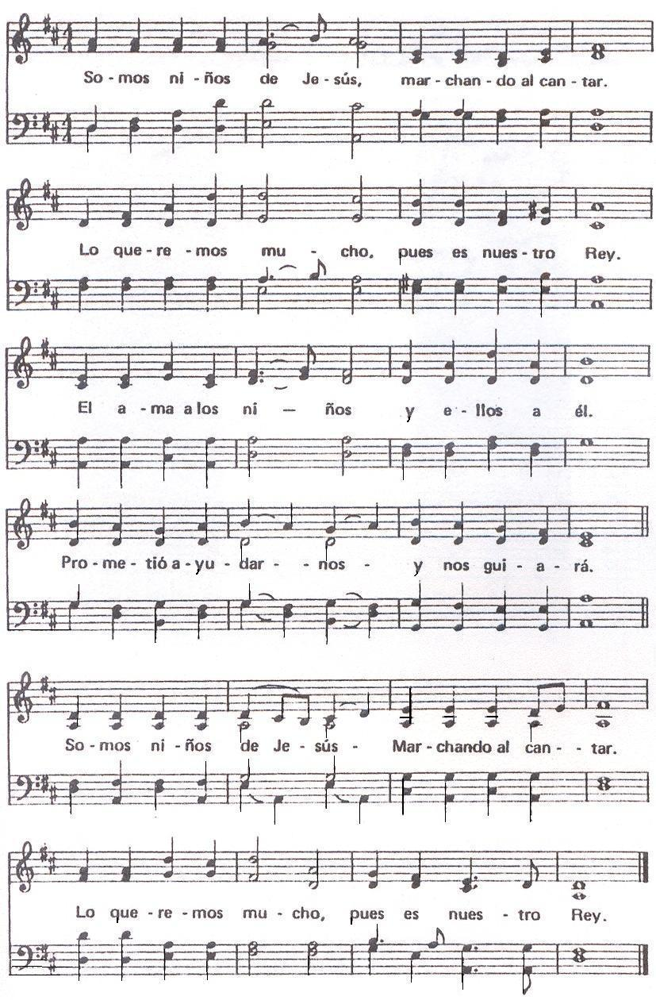 So - mos ni - ños de Je - sús, mar - chan - do al can - tar.
Lo que - re - mos mu - cho, pues es nues - tro Rey.
El a - ma a los ni — ños y e - llos a él.
Pro - me - tió a - yu - dar - - nos - y nos gui - a - rá.
So - mos ni - ños de Je - sús - Mar - chando al can - - tar.
Lo que - re - mos mu - cho, pues es nues - tro Rey.